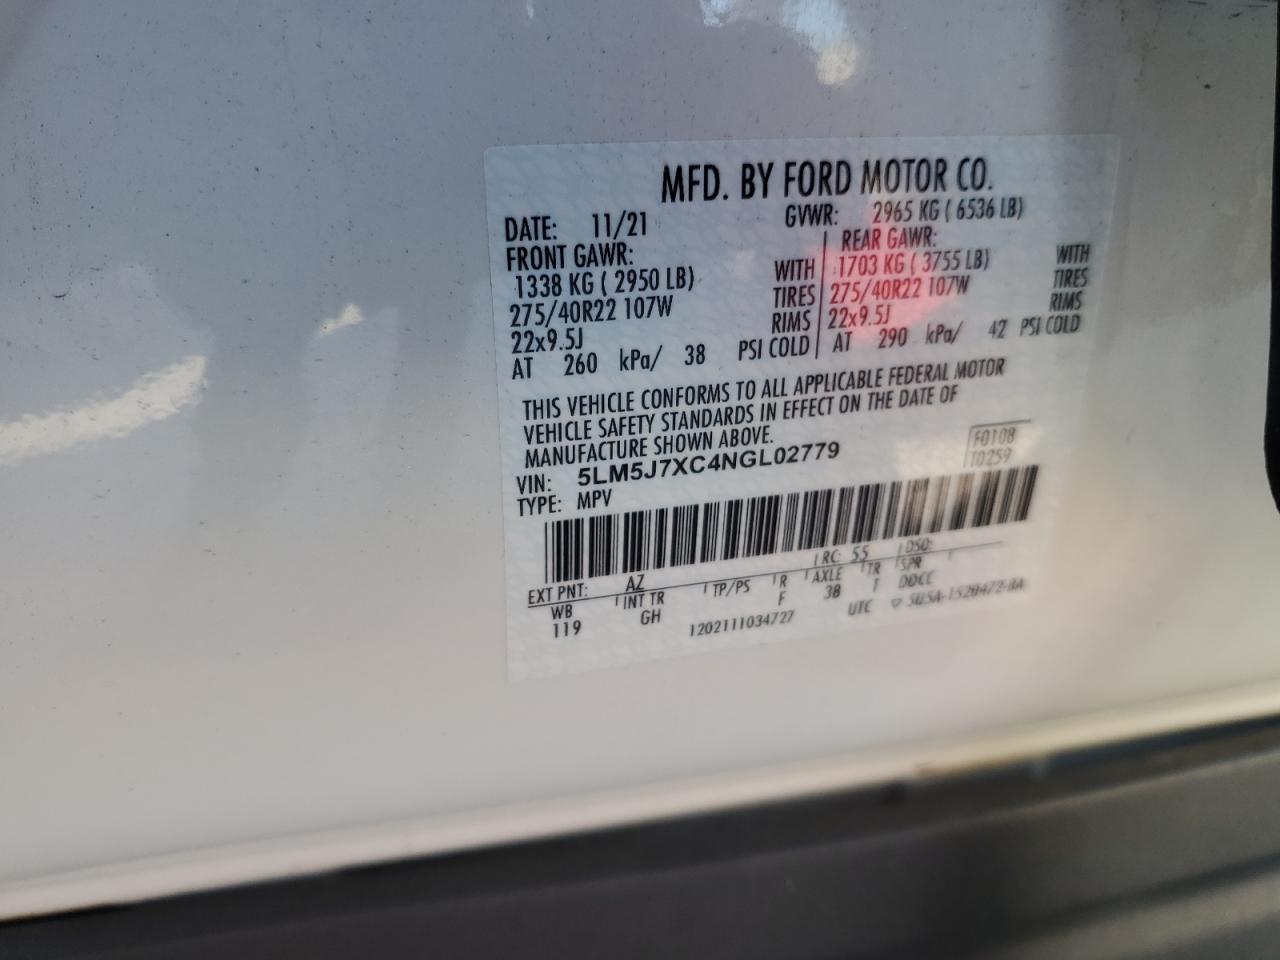 MFD. BY FORD MOTOR CO.
DATE: 11/21 GVWR: 2965 KG ( 6536 LB)
FRONT GAWR: REAR GAWR:
1338 KG ( 2950 LB) WITH 1703 KG ( 3755 LB) WITH
275/40R22 107W TIRES 275/40R22 107W TIRES
22x9.5J RIMS 22x9.5J RIMS
AT 260 kPa/ 38 PSI COLD AT 290 kPa/ 42 PSI COLD
THIS VEHICLE CONFORMS TO ALL APPLICABLE FEDERAL MOTOR
VEHICLE SAFETY STANDARDS IN EFFECT ON THE DATE OF
MANUFACTURE SHOWN ABOVE.
VIN: 5LM5J7XC4NGL02779 F0108
TYPE: MPV T0259
EXT PNT: AZ RC: 55 DSO:
WB INT TR TP/PS R AXLE TR SPR
119 GH F 38 1 DDCC
1202111034727 UTC 5U5A-1520472-BA